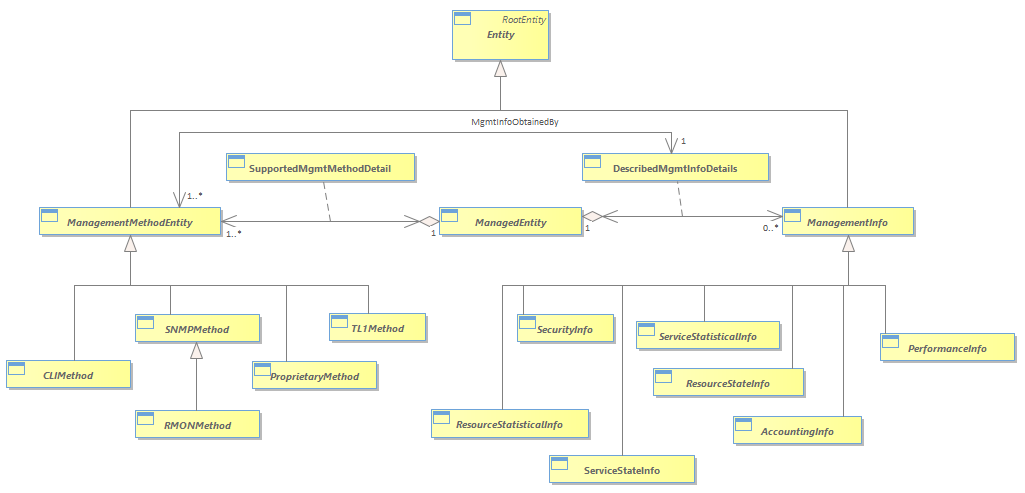 RootEntity
Entity
MgmtInfoObtainedBy
1
SupportedMgmtMethodDetail
DescribedMgmtInfoDetails
1..*
ManagementMethodEntity
ManagedEntity
ManagementInfo
1..*
1
1
0..*
SNMPMethod
TL1Method
SecurityInfo
ServiceStatisticalInfo
PerformanceInfo
CLIMethod
ProprietaryMethod
ResourceStateInfo
RMONMethod
ResourceStatisticalInfo
AccountingInfo
ServiceStateInfo